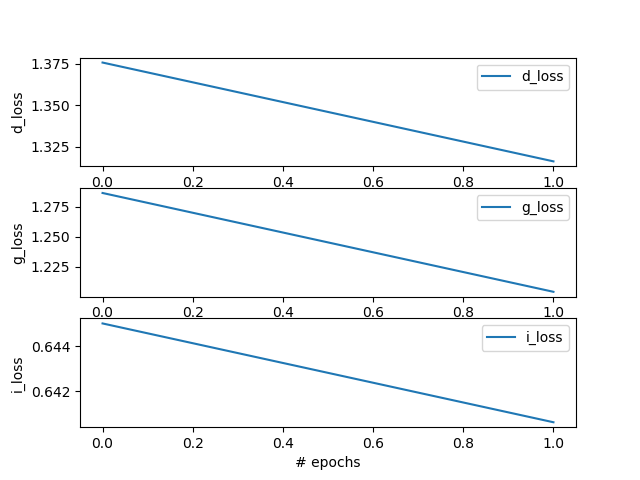 1.375
1.350
1.325
d_loss
d_loss
0.0 0.2 0.4 0.6 0.8 1.0
1.275
1.250
1.225
g_loss
g_loss
0.0 0.2 0.4 0.6 0.8 1.0
0.644
0.642
i_loss
i_loss
0.0 0.2 0.4 0.6 0.8 1.0
# epochs